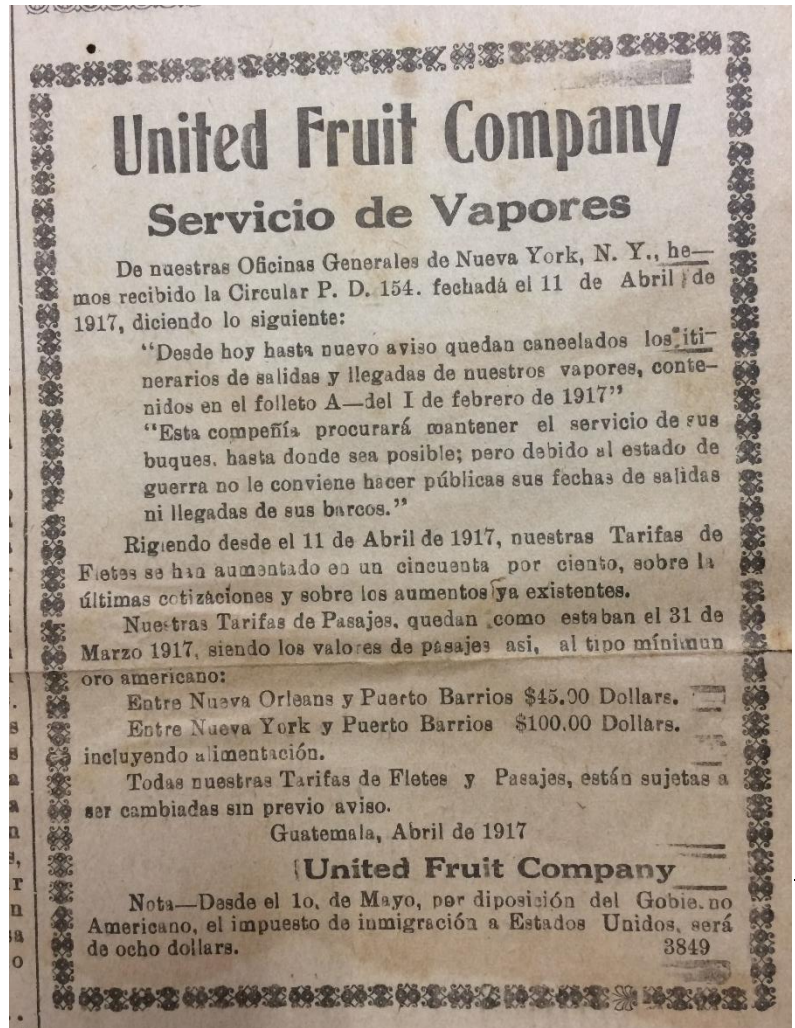 United Fruit Company
Servicio de Vapores
De nuestras Oficinas Generales de Nueva York, N. Y., he-
mos recibido la Circular P. D. 154. fechadá el 11 de Abril de
1917, diciendo lo siguiente:
"Desde hoy hasta nuevo aviso quedan caneelados los iti-
nerarios de salidas y llegadas de nuestros vapores, conte-
nidos en el folleto A—del I de febrero de 1917"
"Esta compeñía procurará mantener el servicio de sus
buques, hasta donde sea posible; pero debido al estado de
guerra no le conviene hacer públicas sus fechas de salidas
ni llegadas de sus barcos."
Rigiendo desde el 11 de Abril de 1917, nuestras Tarifas de
Fletes se han aumentado en un cincuenta por ciento, sobre la
últimas cotizaciones y sobre los aumentos ya existentes.
Nuestras Tarifas de Pasajes, quedan como estaban el 31 de
Marzo 1917, siendo los valores de pasajes asi, al tipo mínimun
oro americano:
Entre Nueva Orleans y Puerto Barrios $45.00 Dollars.
Entre Nueva York y Puerto Barrios $100.00 Dollars.
incluyendo alimentación.
Todas nuestras Tarifas de Fletes y Pasajes, están sujetas a
ser cambiadas sin previo aviso.
Guatemala, Abril de 1917
United Fruit Company
Nota—Desde el 1o. de Mayo, por diposición del Gobierno
Americano, el impuesto de inmigración a Estados Unidos, será
de ocho dollars. 3849